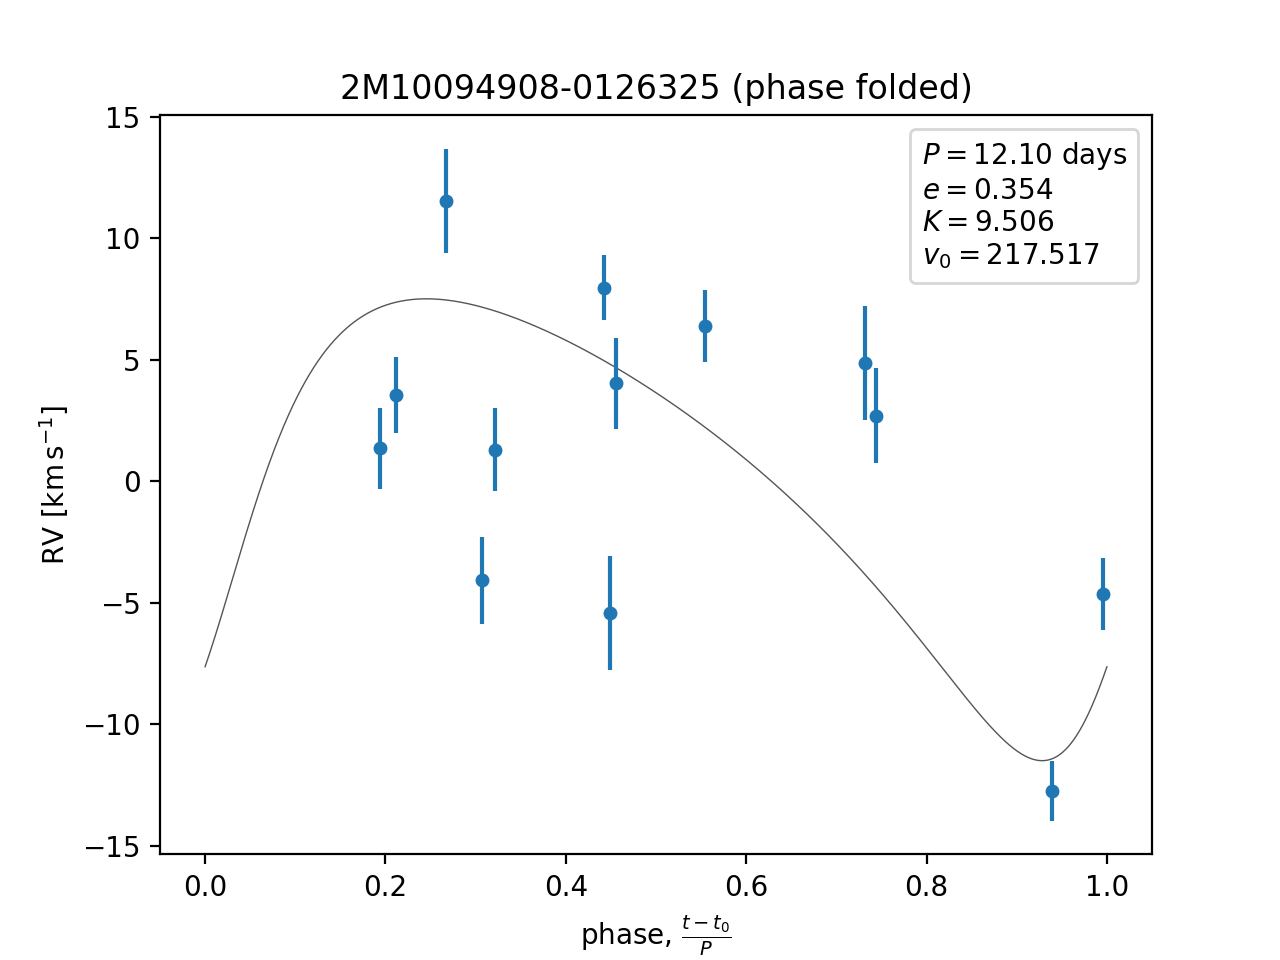 2M10094908-0126325 (phase folded)
P = 12.10 days
e = 0.354
K = 9.506
v₀ = 217.517
RV [km s⁻¹]
15
10
5
0
−5
−10
−15
0.0 0.2 0.4 0.6 0.8 1.0
phase, (t − t₀)/P